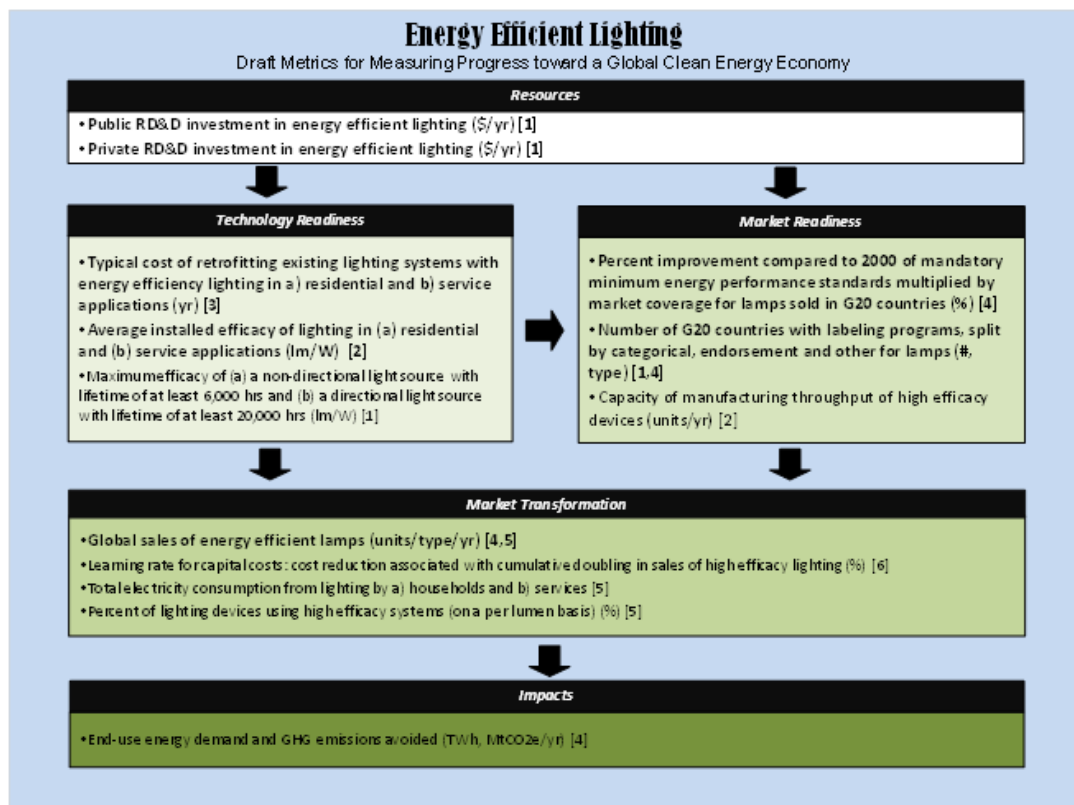 Energy Efficient Lighting
Draft Metrics for Measuring Progress toward a Global Clean Energy Economy
Resources
• Public RD&D investment in energy efficient lighting ($/yr) [1]
• Private RD&D investment in energy efficient lighting ($/yr) [1]
Technology Readiness
• Typical cost of retrofitting existing lighting systems with
energy efficiency lighting in a) residential and b) service
applications (yr) [3]
• Average installed efficacy of lighting in (a) residential
and (b) service applications (lm/W) [2]
• Maximum efficacy of (a) a non-directional light source with
lifetime of at least 6,000 hrs and (b) a directional light source
with lifetime of at least 20,000 hrs (lm/W) [1]
Market Readiness
• Percent improvement compared to 2000 of mandatory
minimum energy performance standards multiplied by
market coverage for lamps sold in G20 countries (%) [4]
• Number of G20 countries with labeling programs, split
by categorical, endorsement and other for lamps (#,
type) [1,4]
• Capacity of manufacturing throughput of high efficacy
devices (units/yr) [2]
Market Transformation
• Global sales of energy efficient lamps (units/type/yr) [4,5]
• Learning rate for capital costs: cost reduction associated with cumulative doubling in sales of high efficacy lighting (%) [6]
• Total electricity consumption from lighting by a) households and b) services [5]
• Percent of lighting devices using high efficacy systems (on a per lumen basis) (%) [5]
Impacts
• End-use energy demand and GHG emissions avoided (TWh, MtCO2e/yr) [4]